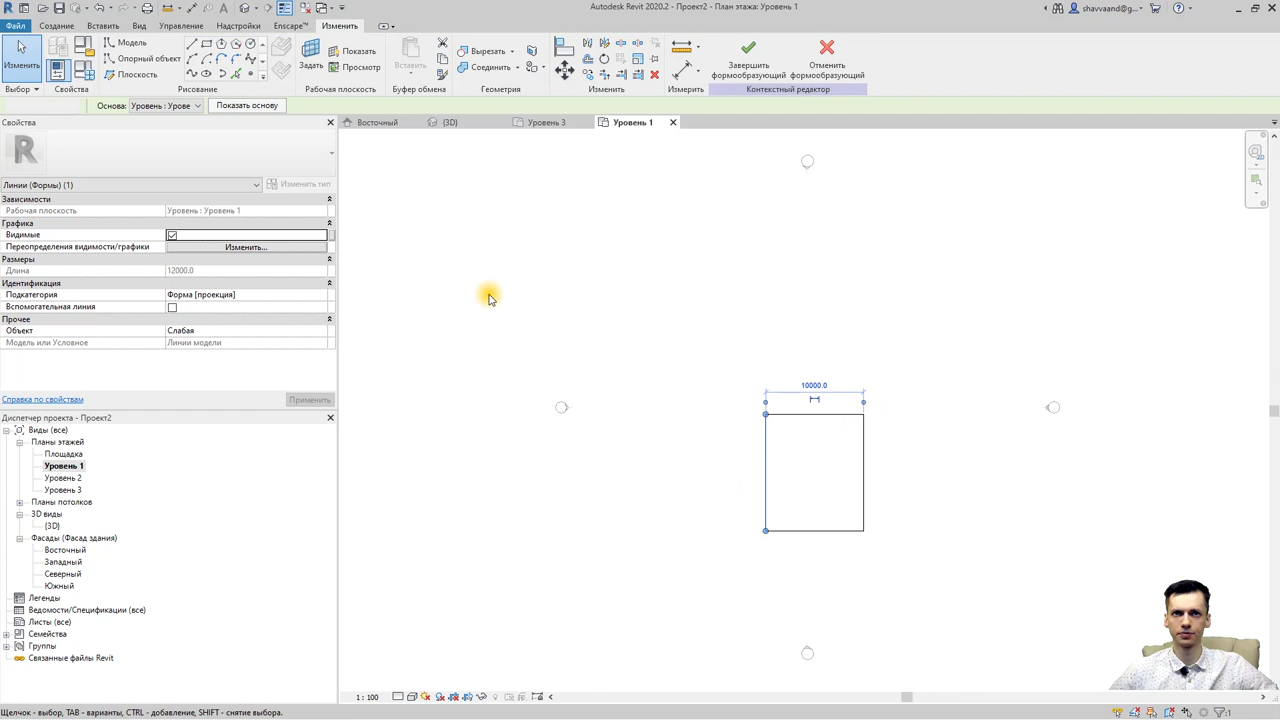 Autodesk Revit 2020.2 - Проект2 - План этажа: Уровень 1
shavvaand@g...
Файл Создание Вставить Вид Управление Надстройки Enscape™ Изменить
Изменить
Модель
Опорный объект
Плоскость
Задать
Показать
Просмотр
Вставить
Вырезать
Соединить
Завершить
формообразующий
Отменить
формообразующий
Выбор Свойства Рисование Рабочая плоскость Буфер обмена Геометрия Изменить Измерить Контекстный редактор
Основа: Уровень : Урове Показать основу
Свойства
Восточный {3D} Уровень 3 Уровень 1
R
Линии (Формы) (1) Изменить тип
Зависимости
Рабочая плоскость Уровень : Уровень 1
Графика
Видимые
Переопределения видимости/графики Изменить...
Размеры
Длина 12000.0
Идентификация
Подкатегория Форма [проекция]
Вспомогательная линия
Прочее
Объект Слабая
Модель или Условное Линии модели
Справка по свойствам Применить
Диспетчер проекта - Проект2
Виды (все)
Планы этажей
Площадка
Уровень 1
Уровень 2
Уровень 3
Планы потолков
3D виды
{3D}
Фасады (Фасад здания)
Восточный
Западный
Северный
Южный
Легенды
Ведомости/Спецификации (все)
Листы (все)
Семейства
Группы
Связанные файлы Revit
10000.0
1 : 100
Щелчок - выбор, TAB - варианты, CTRL - добавление, SHIFT - снятие выбора.
:1